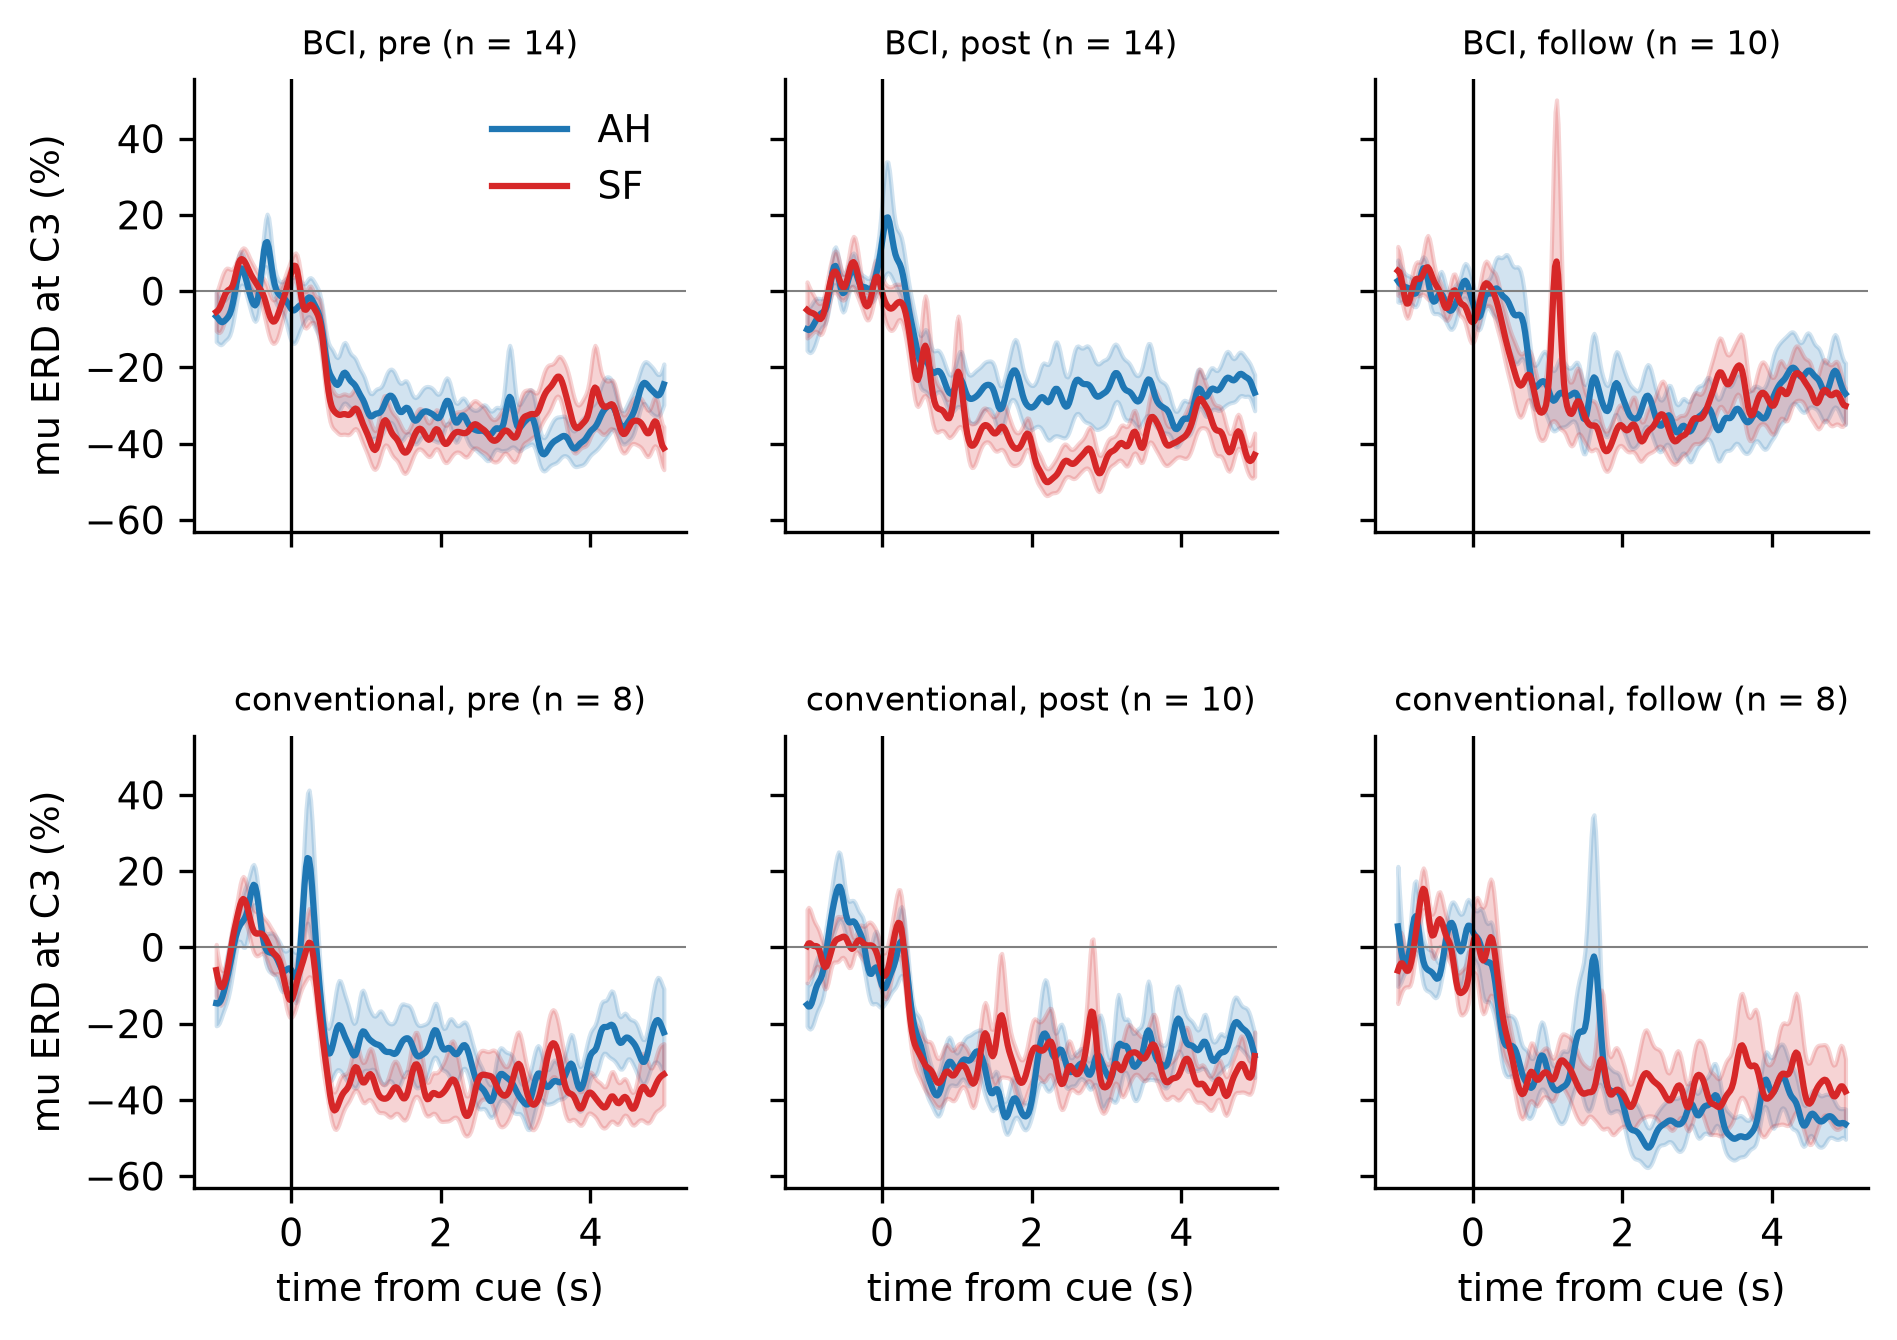 BCI, pre (n = 14)
BCI, post (n = 14)
BCI, follow (n = 10)
mu ERD at C3 (%)
40
20
0
−20
−40
−60
AH
SF
conventional, pre (n = 8)
conventional, post (n = 10)
conventional, follow (n = 8)
mu ERD at C3 (%)
40
20
0
−20
−40
−60
0 2 4
0 2 4
0 2 4
time from cue (s)
time from cue (s)
time from cue (s)